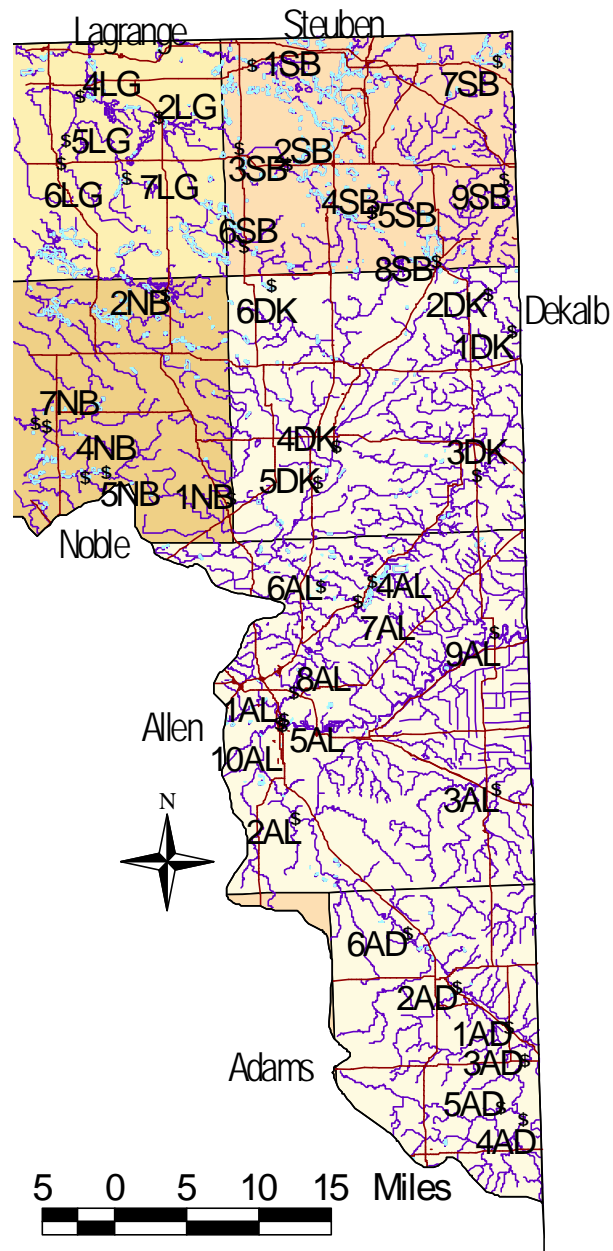 Lagrange
Steuben
1SB
4LG
7SB
2LG
5LG
2SB
3SB
6LG
7LG
4SB
5SB
9SB
6SB
8SB
2NB
6DK
2DK
Dekalb
1DK
7NB
4NB
4DK
3DK
5DK
5NB
1NB
Noble
6AL
4AL
7AL
9AL
8AL
1AL
Allen
5AL
10AL
3AL
N
2AL
6AD
2AD
1AD
3AD
Adams
5AD
4AD
5 0 5 10 15 Miles